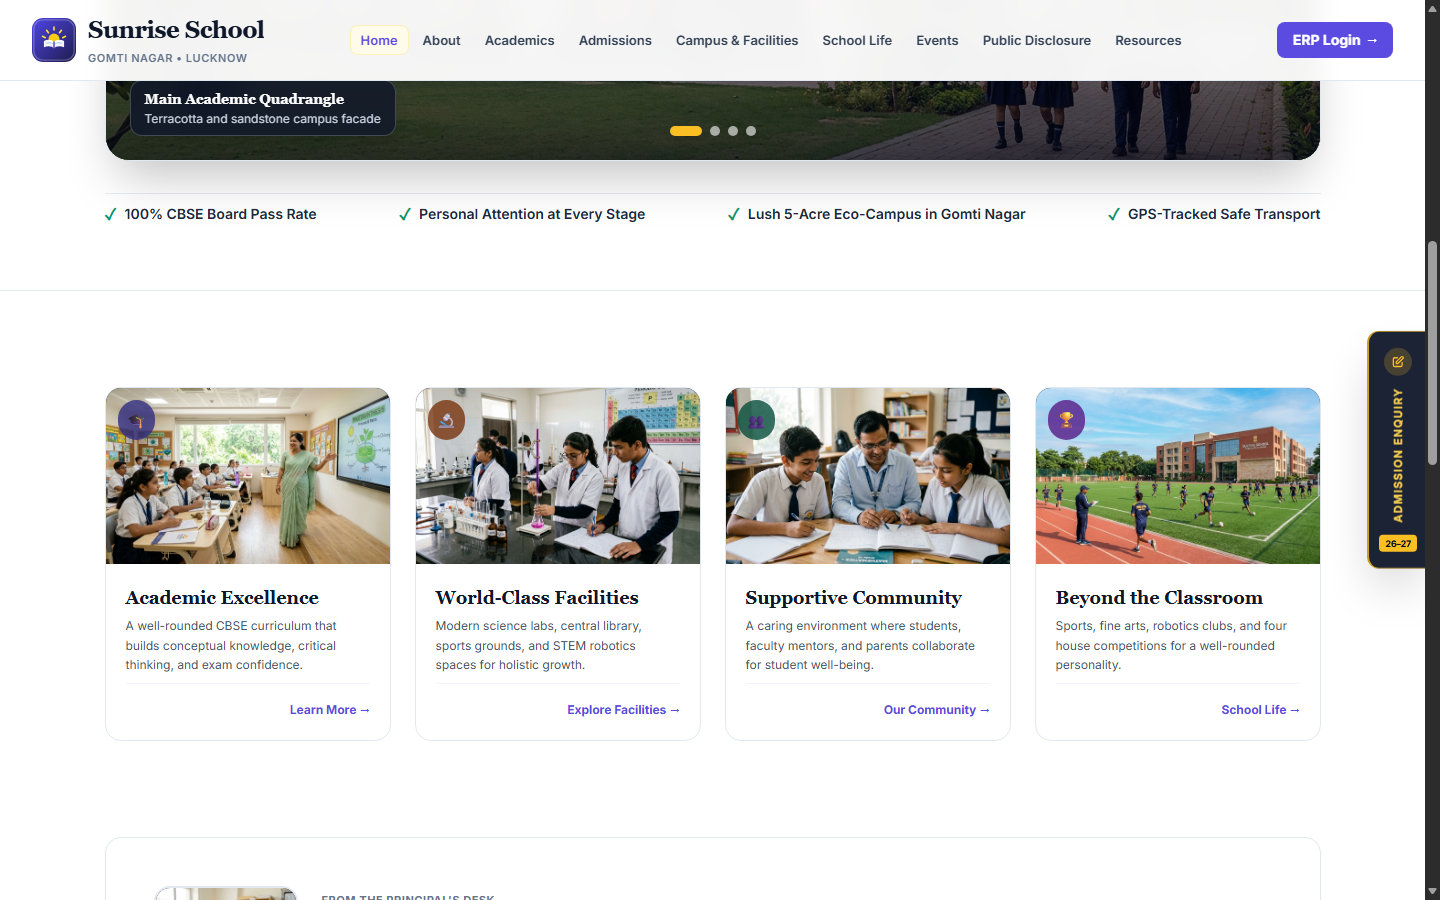 Sunrise School
GOMTI NAGAR • LUCKNOW
Home
About
Academics
Admissions
Campus & Facilities
School Life
Events
Public Disclosure
Resources
ERP Login →
Main Academic Quadrangle
Terracotta and sandstone campus facade
✓ 100% CBSE Board Pass Rate
✓ Personal Attention at Every Stage
✓ Lush 5-Acre Eco-Campus in Gomti Nagar
✓ GPS-Tracked Safe Transport
ADMISSION ENQUIRY
26–27
Academic Excellence
A well-rounded CBSE curriculum that
builds conceptual knowledge, critical
thinking, and exam confidence.
Learn More →
World-Class Facilities
Modern science labs, central library,
sports grounds, and STEM robotics
spaces for holistic growth.
Explore Facilities →
Supportive Community
A caring environment where students,
faculty mentors, and parents collaborate
for student well-being.
Our Community →
Beyond the Classroom
Sports, fine arts, robotics clubs, and four
house competitions for a well-rounded
personality.
School Life →
FROM THE PRINCIPAL'S DESK